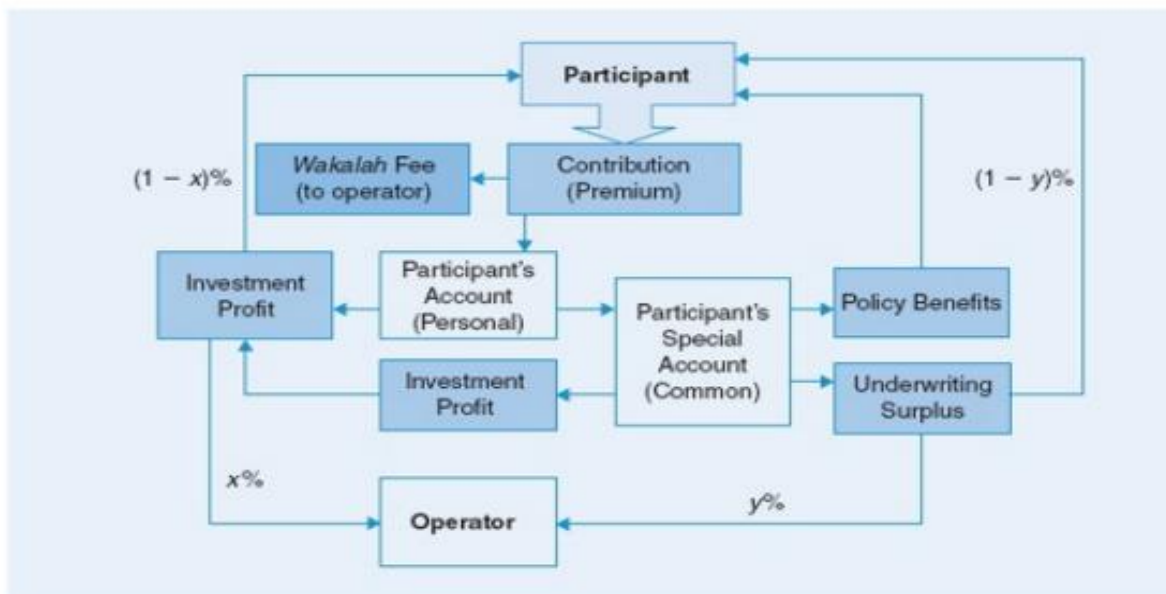 Participant
Wakalah Fee
(to operator)
Contribution
(Premium)
(1 − x)%
(1 − y)%
Investment
Profit
Participant's
Account
(Personal)
Participant's
Special
Account
(Common)
Policy Benefits
Investment
Profit
Underwriting
Surplus
x%
Operator
y%